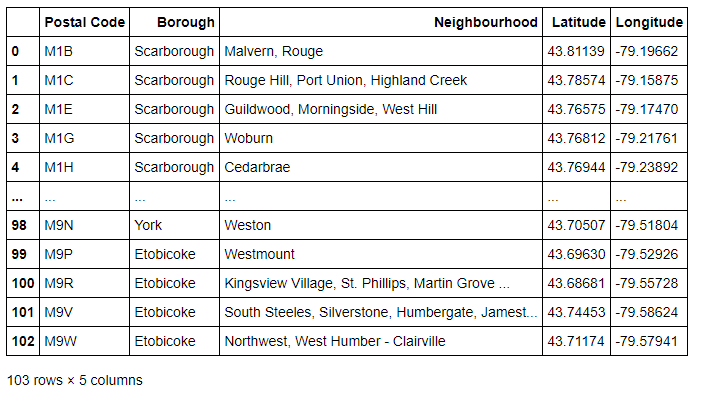 Postal Code Borough Neighbourhood Latitude Longitude
0 M1B Scarborough Malvern, Rouge 43.81139 -79.19662
1 M1C Scarborough Rouge Hill, Port Union, Highland Creek 43.78574 -79.15875
2 M1E Scarborough Guildwood, Morningside, West Hill 43.76575 -79.17470
3 M1G Scarborough Woburn 43.76812 -79.21761
4 M1H Scarborough Cedarbrae 43.76944 -79.23892
... ... ... ... ... ...
98 M9N York Weston 43.70507 -79.51804
99 M9P Etobicoke Westmount 43.69630 -79.52926
100 M9R Etobicoke Kingsview Village, St. Phillips, Martin Grove ... 43.68681 -79.55728
101 M9V Etobicoke South Steeles, Silverstone, Humbergate, Jamest... 43.74453 -79.58624
102 M9W Etobicoke Northwest, West Humber - Clairville 43.71174 -79.57941
103 rows × 5 columns